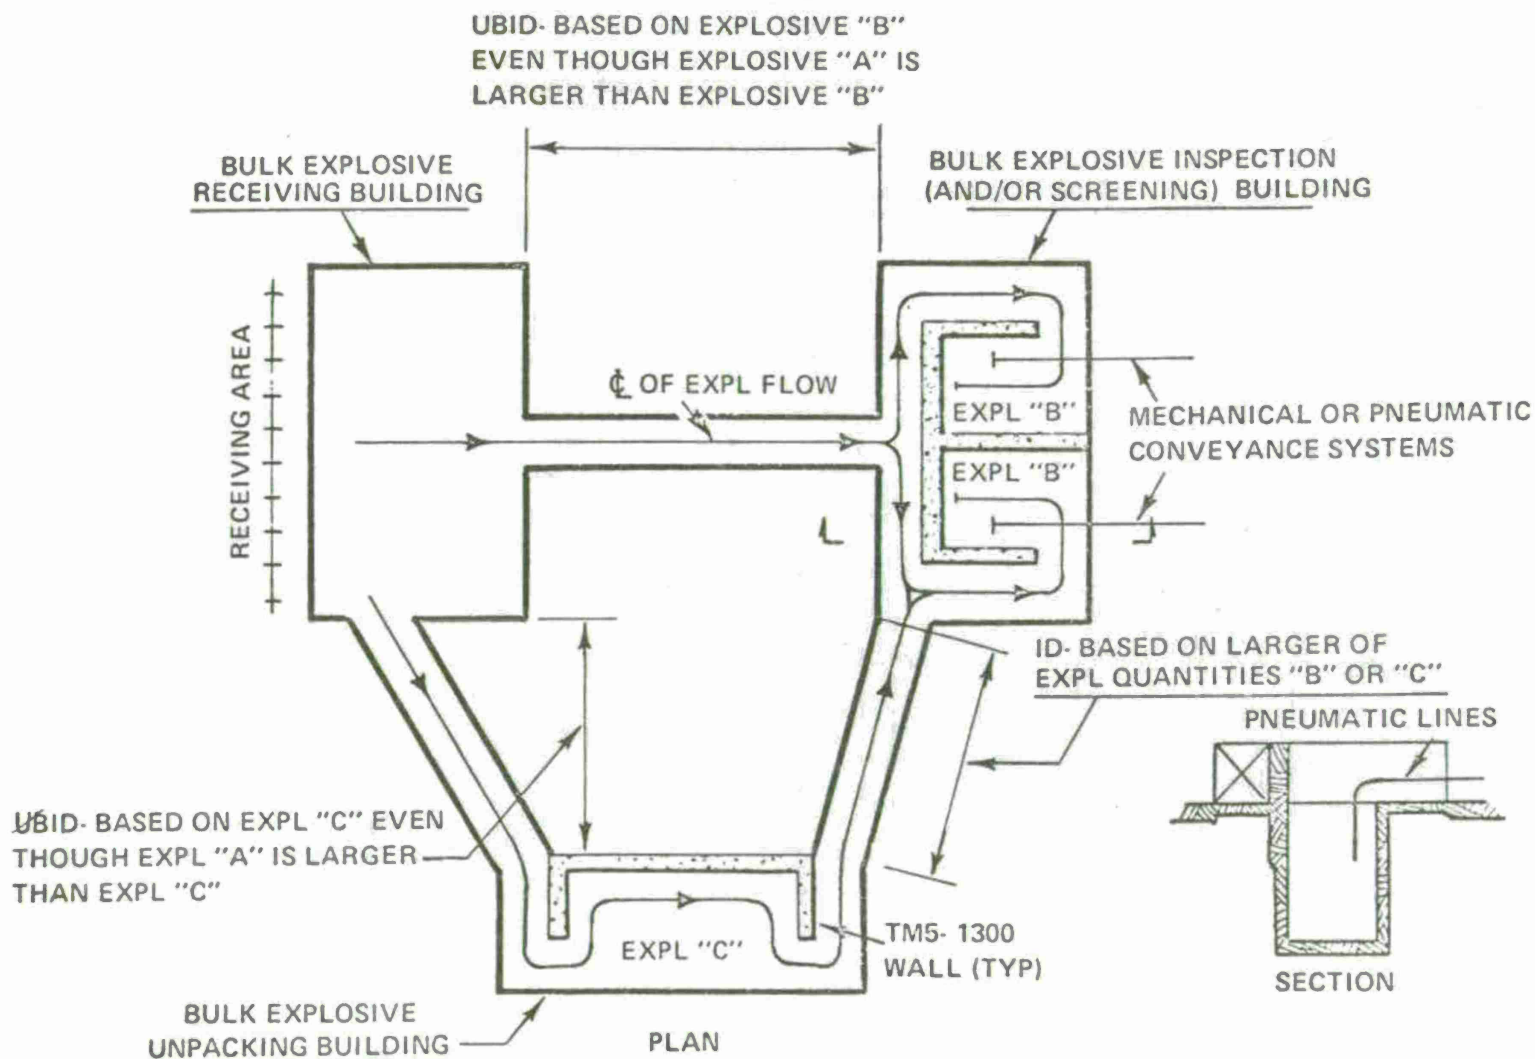 UBID- BASED ON EXPLOSIVE "B"
EVEN THOUGH EXPLOSIVE "A" IS
LARGER THAN EXPLOSIVE "B"
BULK EXPLOSIVE
RECEIVING BUILDING
BULK EXPLOSIVE INSPECTION
(AND/OR SCREENING) BUILDING
RECEIVING AREA
℄ OF EXPL FLOW
EXPL "B"
EXPL "B"
MECHANICAL OR PNEUMATIC
CONVEYANCE SYSTEMS
ID- BASED ON LARGER OF
EXPL QUANTITIES "B" OR "C"
PNEUMATIC LINES
UBID- BASED ON EXPL "C" EVEN
THOUGH EXPL "A" IS LARGER
THAN EXPL "C"
EXPL "C"
TM5- 1300
WALL (TYP)
SECTION
BULK EXPLOSIVE
UNPACKING BUILDING
PLAN